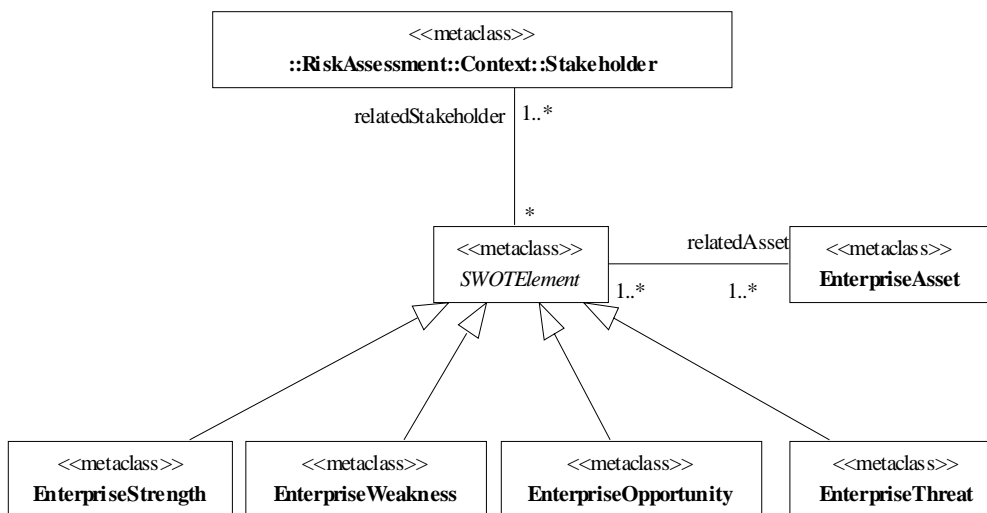 <<metaclass>>
::RiskAssessment::Context::Stakeholder
relatedStakeholder
1..*
*
<<metaclass>>
SWOTElement
relatedAsset
1..*
1..*
<<metaclass>>
EnterpriseAsset
<<metaclass>>
EnterpriseStrength
<<metaclass>>
EnterpriseWeakness
<<metaclass>>
EnterpriseOpportunity
<<metaclass>>
EnterpriseThreat